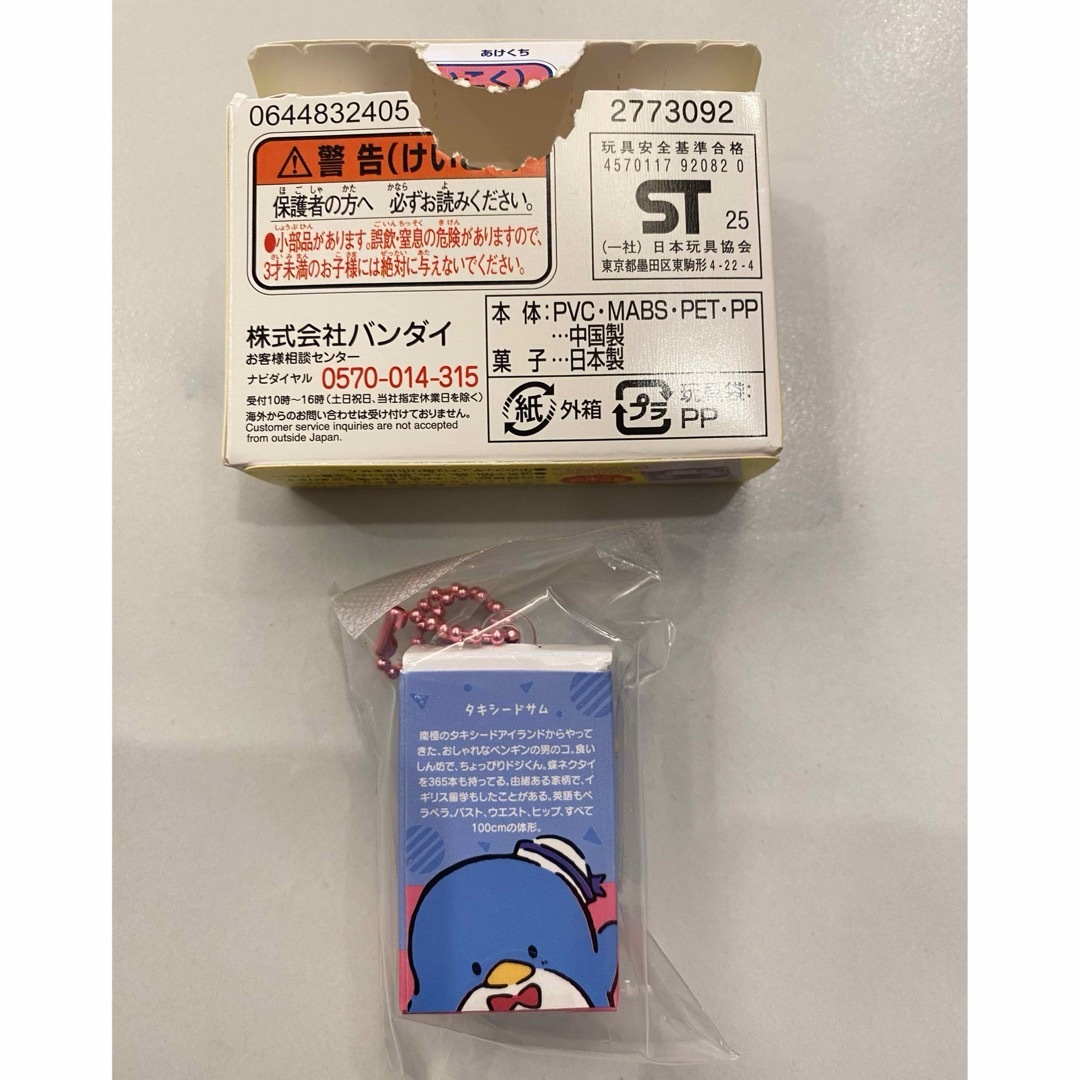 あけくち
0644832405
2773092
警告(けい
保護者の方へ 必ずお読みください。
●小部品があります。誤飲・窒息の危険がありますので、
3才未満のお子様には絶対に与えないでください。
玩具安全基準合格
4570117 92082 0
ST
25
(一社)日本玩具協会
東京都墨田区東駒形4-22-4
株式会社バンダイ
お客様相談センター
ナビダイヤル 0570-014-315
受付10時〜16時(土日祝日、当社指定休業日を除く)
海外からのお問い合わせは受け付けておりません。
Customer service inquiries are not accepted
from outside Japan.
本体:PVC・MABS・PET・PP
…中国製
菓子…日本製
紙 外箱
プラ
PP
タキシードサム
南極のタキシードアイランドからやって
きた、おしゃれなペンギンの男のコ。食い
しん坊で、ちょっぴりドジくん。蝶ネクタイ
を365本も持ってる。由緒ある家柄で、イ
ギリス留学もしたことがある。英語もペ
ラペラ。バスト、ウエスト、ヒップ、すべて
100cmの体形。